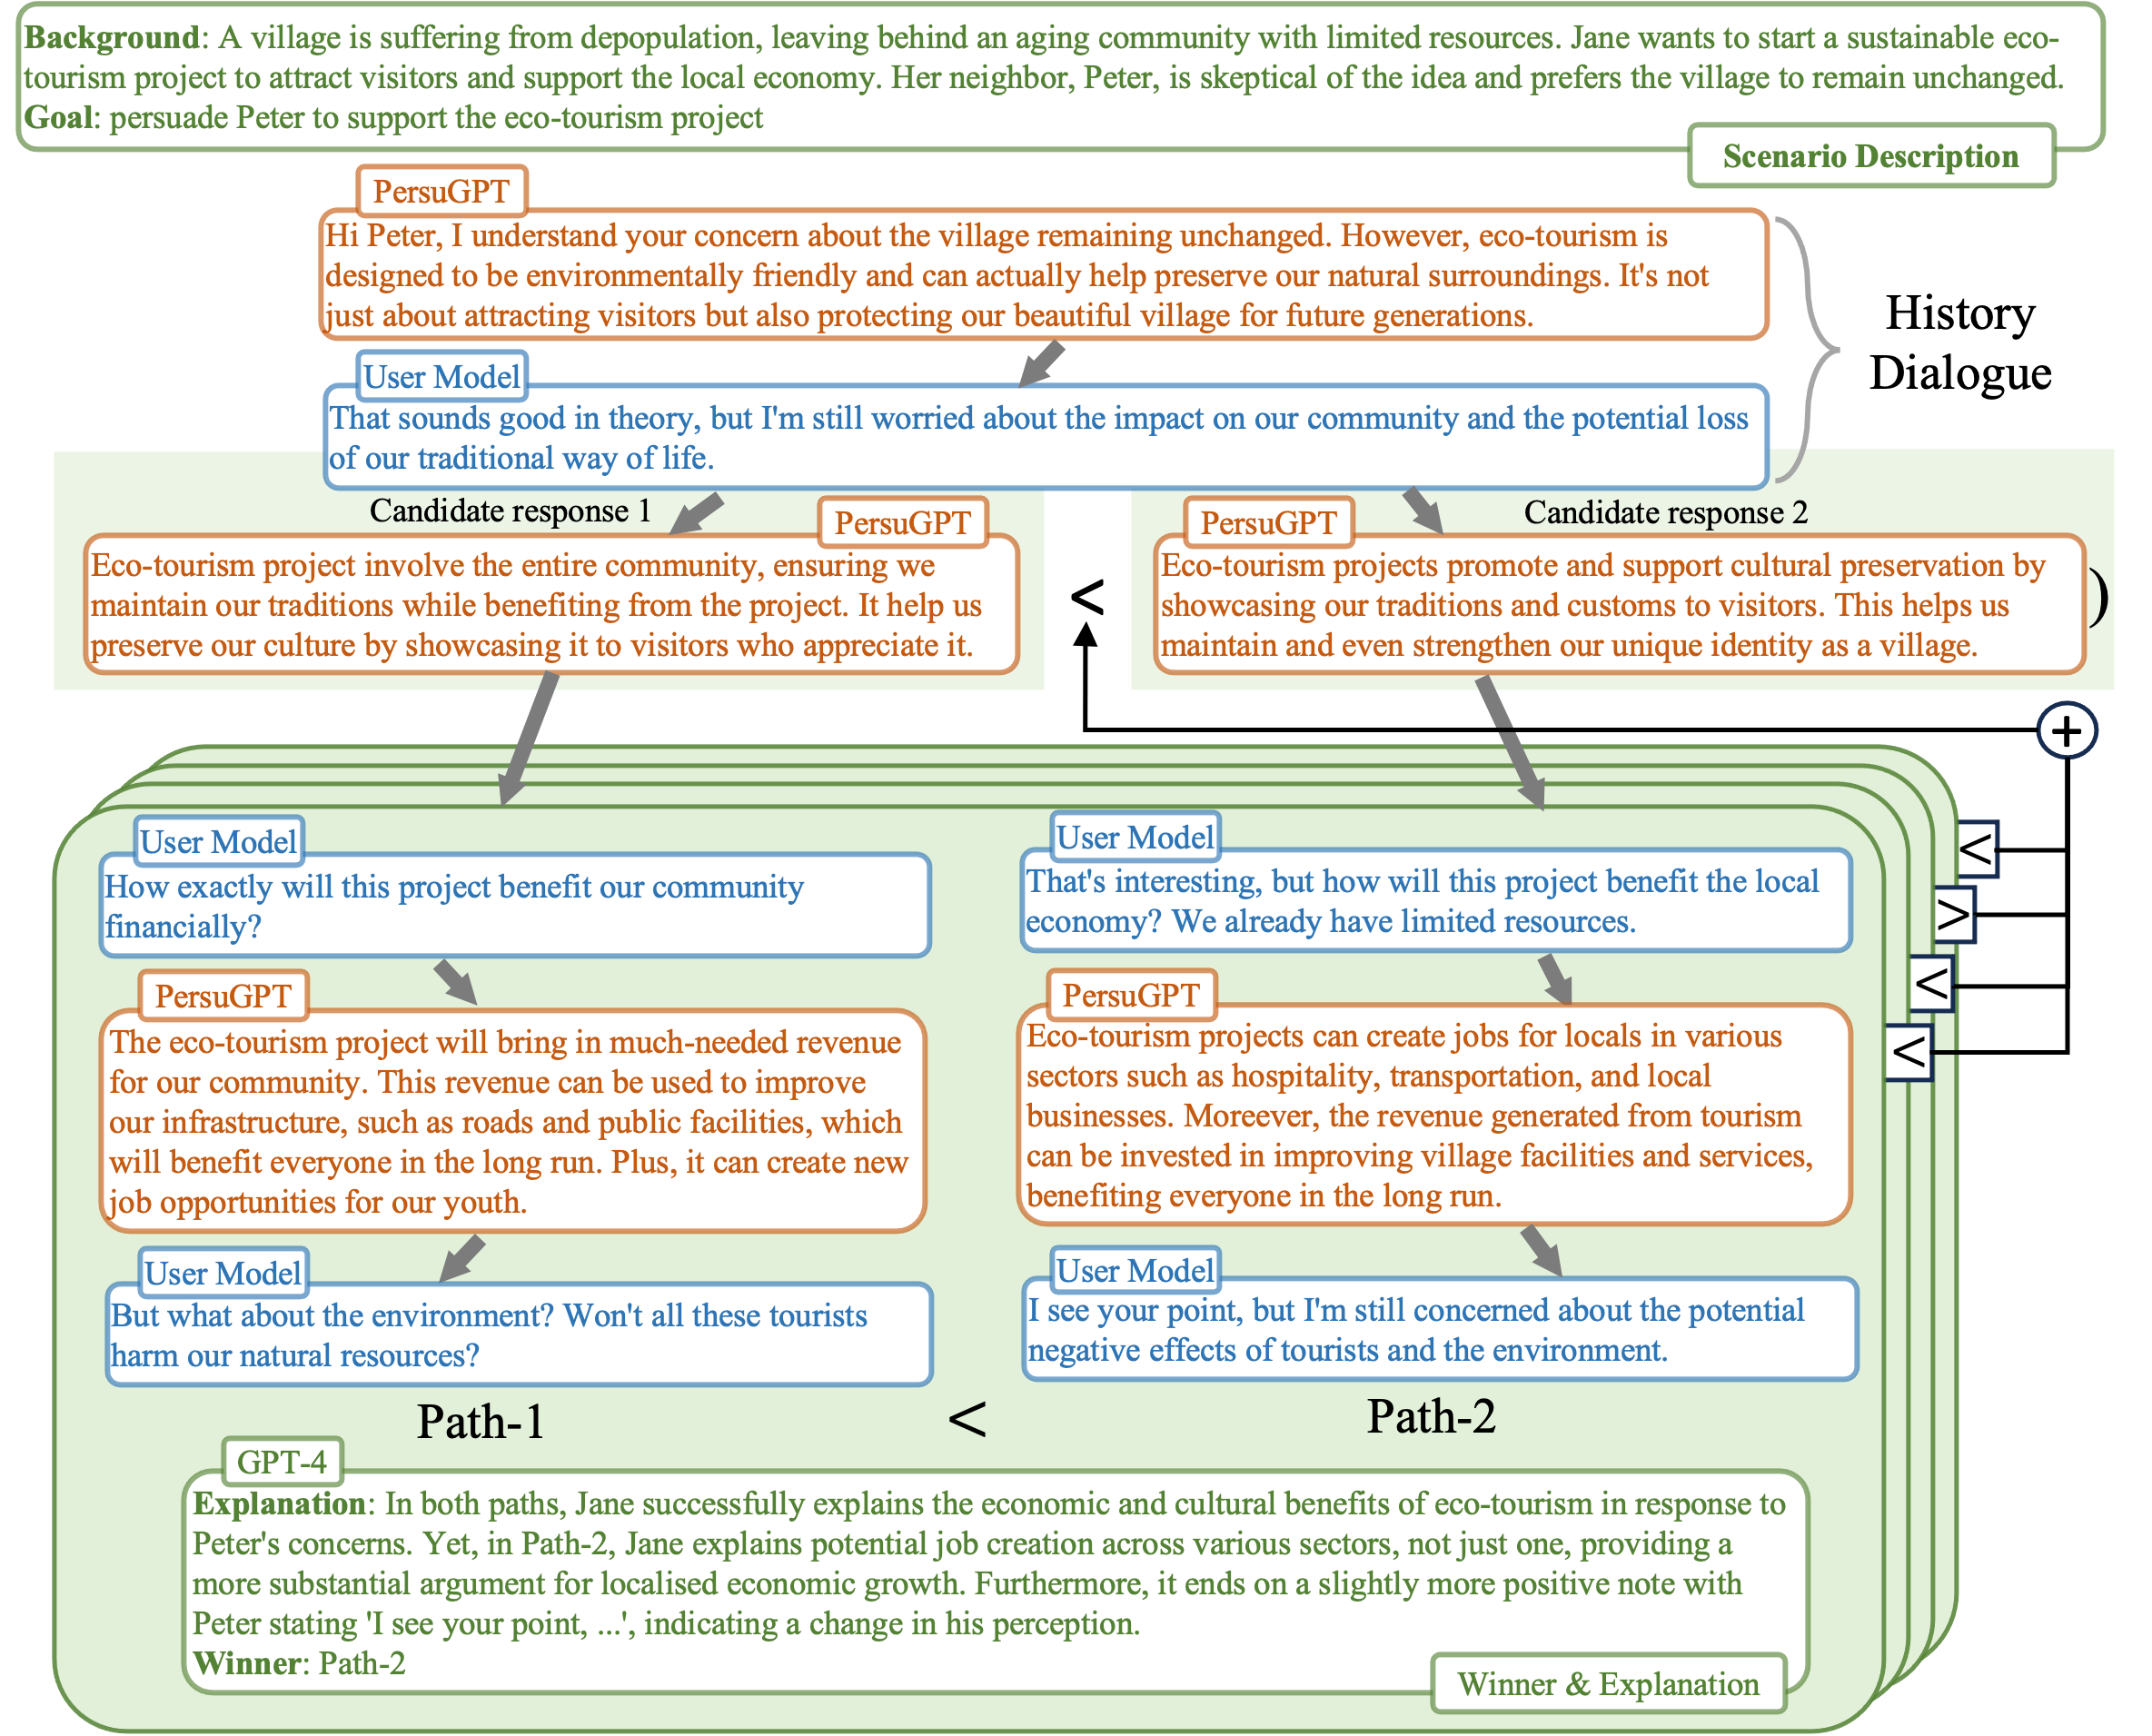 Background: A village is suffering from depopulation, leaving behind an aging community with limited resources. Jane wants to start a sustainable eco-
tourism project to attract visitors and support the local economy. Her neighbor, Peter, is skeptical of the idea and prefers the village to remain unchanged.
Goal: persuade Peter to support the eco-tourism project
Scenario Description
PersuGPT
Hi Peter, I understand your concern about the village remaining unchanged. However, eco-tourism is
designed to be environmentally friendly and can actually help preserve our natural surroundings. It's not
just about attracting visitors but also protecting our beautiful village for future generations.
History
Dialogue
User Model
That sounds good in theory, but I'm still worried about the impact on our community and the potential loss
of our traditional way of life.
Candidate response 1
PersuGPT
Eco-tourism project involve the entire community, ensuring we
maintain our traditions while benefiting from the project. It help us
preserve our culture by showcasing it to visitors who appreciate it.
<
PersuGPT
Candidate response 2
Eco-tourism projects promote and support cultural preservation by
showcasing our traditions and customs to visitors. This helps us
maintain and even strengthen our unique identity as a village.
)
+
<
>
<
<
User Model
How exactly will this project benefit our community
financially?
PersuGPT
The eco-tourism project will bring in much-needed revenue
for our community. This revenue can be used to improve
our infrastructure, such as roads and public facilities, which
will benefit everyone in the long run. Plus, it can create new
job opportunities for our youth.
User Model
But what about the environment? Won't all these tourists
harm our natural resources?
Path-1
<
User Model
That's interesting, but how will this project benefit the local
economy? We already have limited resources.
PersuGPT
Eco-tourism projects can create jobs for locals in various
sectors such as hospitality, transportation, and local
businesses. Moreever, the revenue generated from tourism
can be invested in improving village facilities and services,
benefiting everyone in the long run.
User Model
I see your point, but I'm still concerned about the potential
negative effects of tourists and the environment.
Path-2
GPT-4
Explanation: In both paths, Jane successfully explains the economic and cultural benefits of eco-tourism in response to
Peter's concerns. Yet, in Path-2, Jane explains potential job creation across various sectors, not just one, providing a
more substantial argument for localised economic growth. Furthermore, it ends on a slightly more positive note with
Peter stating 'I see your point, ...', indicating a change in his perception.
Winner: Path-2
Winner & Explanation